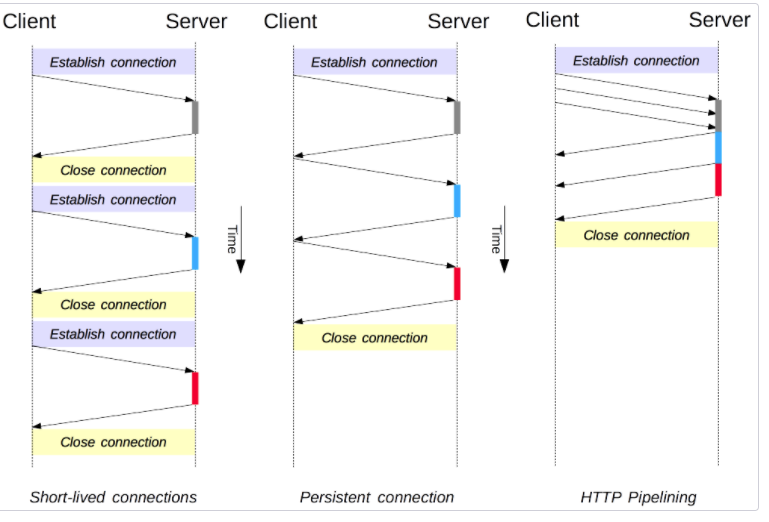 Client Server
Establish connection
Close connection
Establish connection
Close connection
Establish connection
Close connection
Short-lived connections
Time
Client Server
Establish connection
Close connection
Persistent connection
Time
Client Server
Establish connection
Close connection
HTTP Pipelining